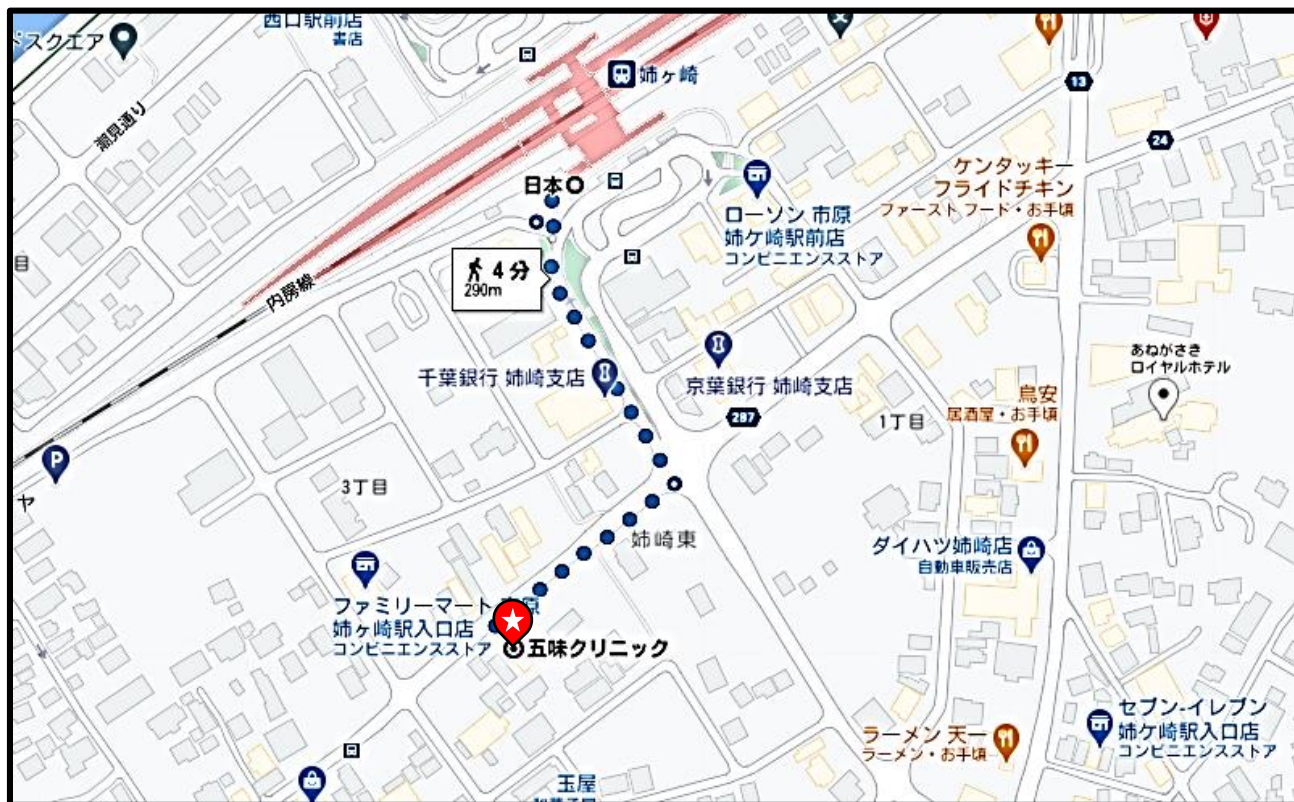 西口駅前店
書店
ドスクエア
潮見通り
姉ヶ崎
13
24
日本
ローソン 市原
姉ケ崎駅前店
コンビニエンスストア
ケンタッキー
フライドチキン
ファースト フード・お手頃
4 分
290m
内房線
目
千葉銀行 姉崎支店
京葉銀行 姉崎支店
287
1丁目
あねがさき
ロイヤルホテル
鳥安
居酒屋・お手頃
P
ヤ
3丁目
姉崎東
ダイハツ姉崎店
自動車販売店
ファミリーマート 市原
姉ヶ崎駅入口店
コンビニエンスストア
五味クリニック
セブン-イレブン
姉ケ崎駅入口店
コンビニエンスストア
ラーメン 天一
ラーメン・お手頃
玉屋